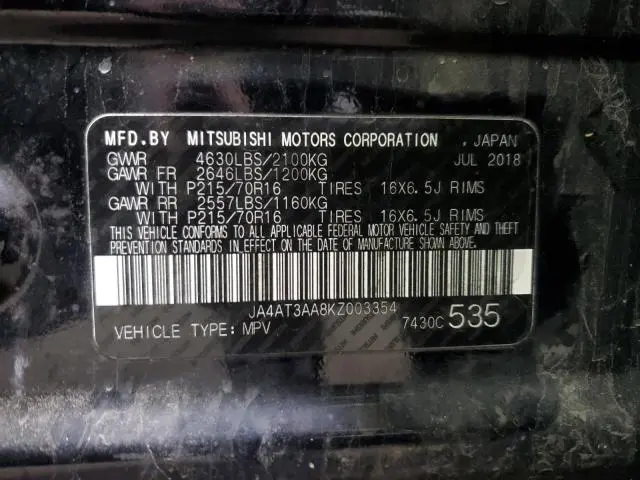 MFD.BY MITSUBISHI MOTORS CORPORATION , JAPAN
GVWR 4630LBS/2100KG JUL 2018
GAWR FR 2646LBS/1200KG
WITH P215/70R16 TIRES 16X6.5J RIMS
GAWR RR 2557LBS/1160KG
WITH P215/70R16 TIRES 16X6.5J RIMS
THIS VEHICLE CONFORMS TO ALL APPLICABLE FEDERAL MOTOR VEHICLE SAFETY AND THEFT
PREVENTION STANDARDS IN EFFECT ON THE DATE OF MANUFACTURE SHOWN ABOVE.
JA4AT3AA8KZ003354
VEHICLE TYPE: MPV 7430C 535